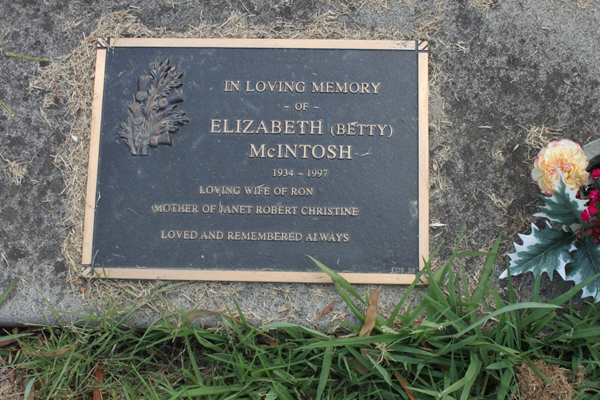 IN LOVING MEMORY
~ OF ~
ELIZABETH (BETTY)
McINTOSH
1934 ~ 1997
LOVING WIFE OF RON
MOTHER OF JANET ROBERT CHRISTINE
LOVED AND REMEMBERED ALWAYS